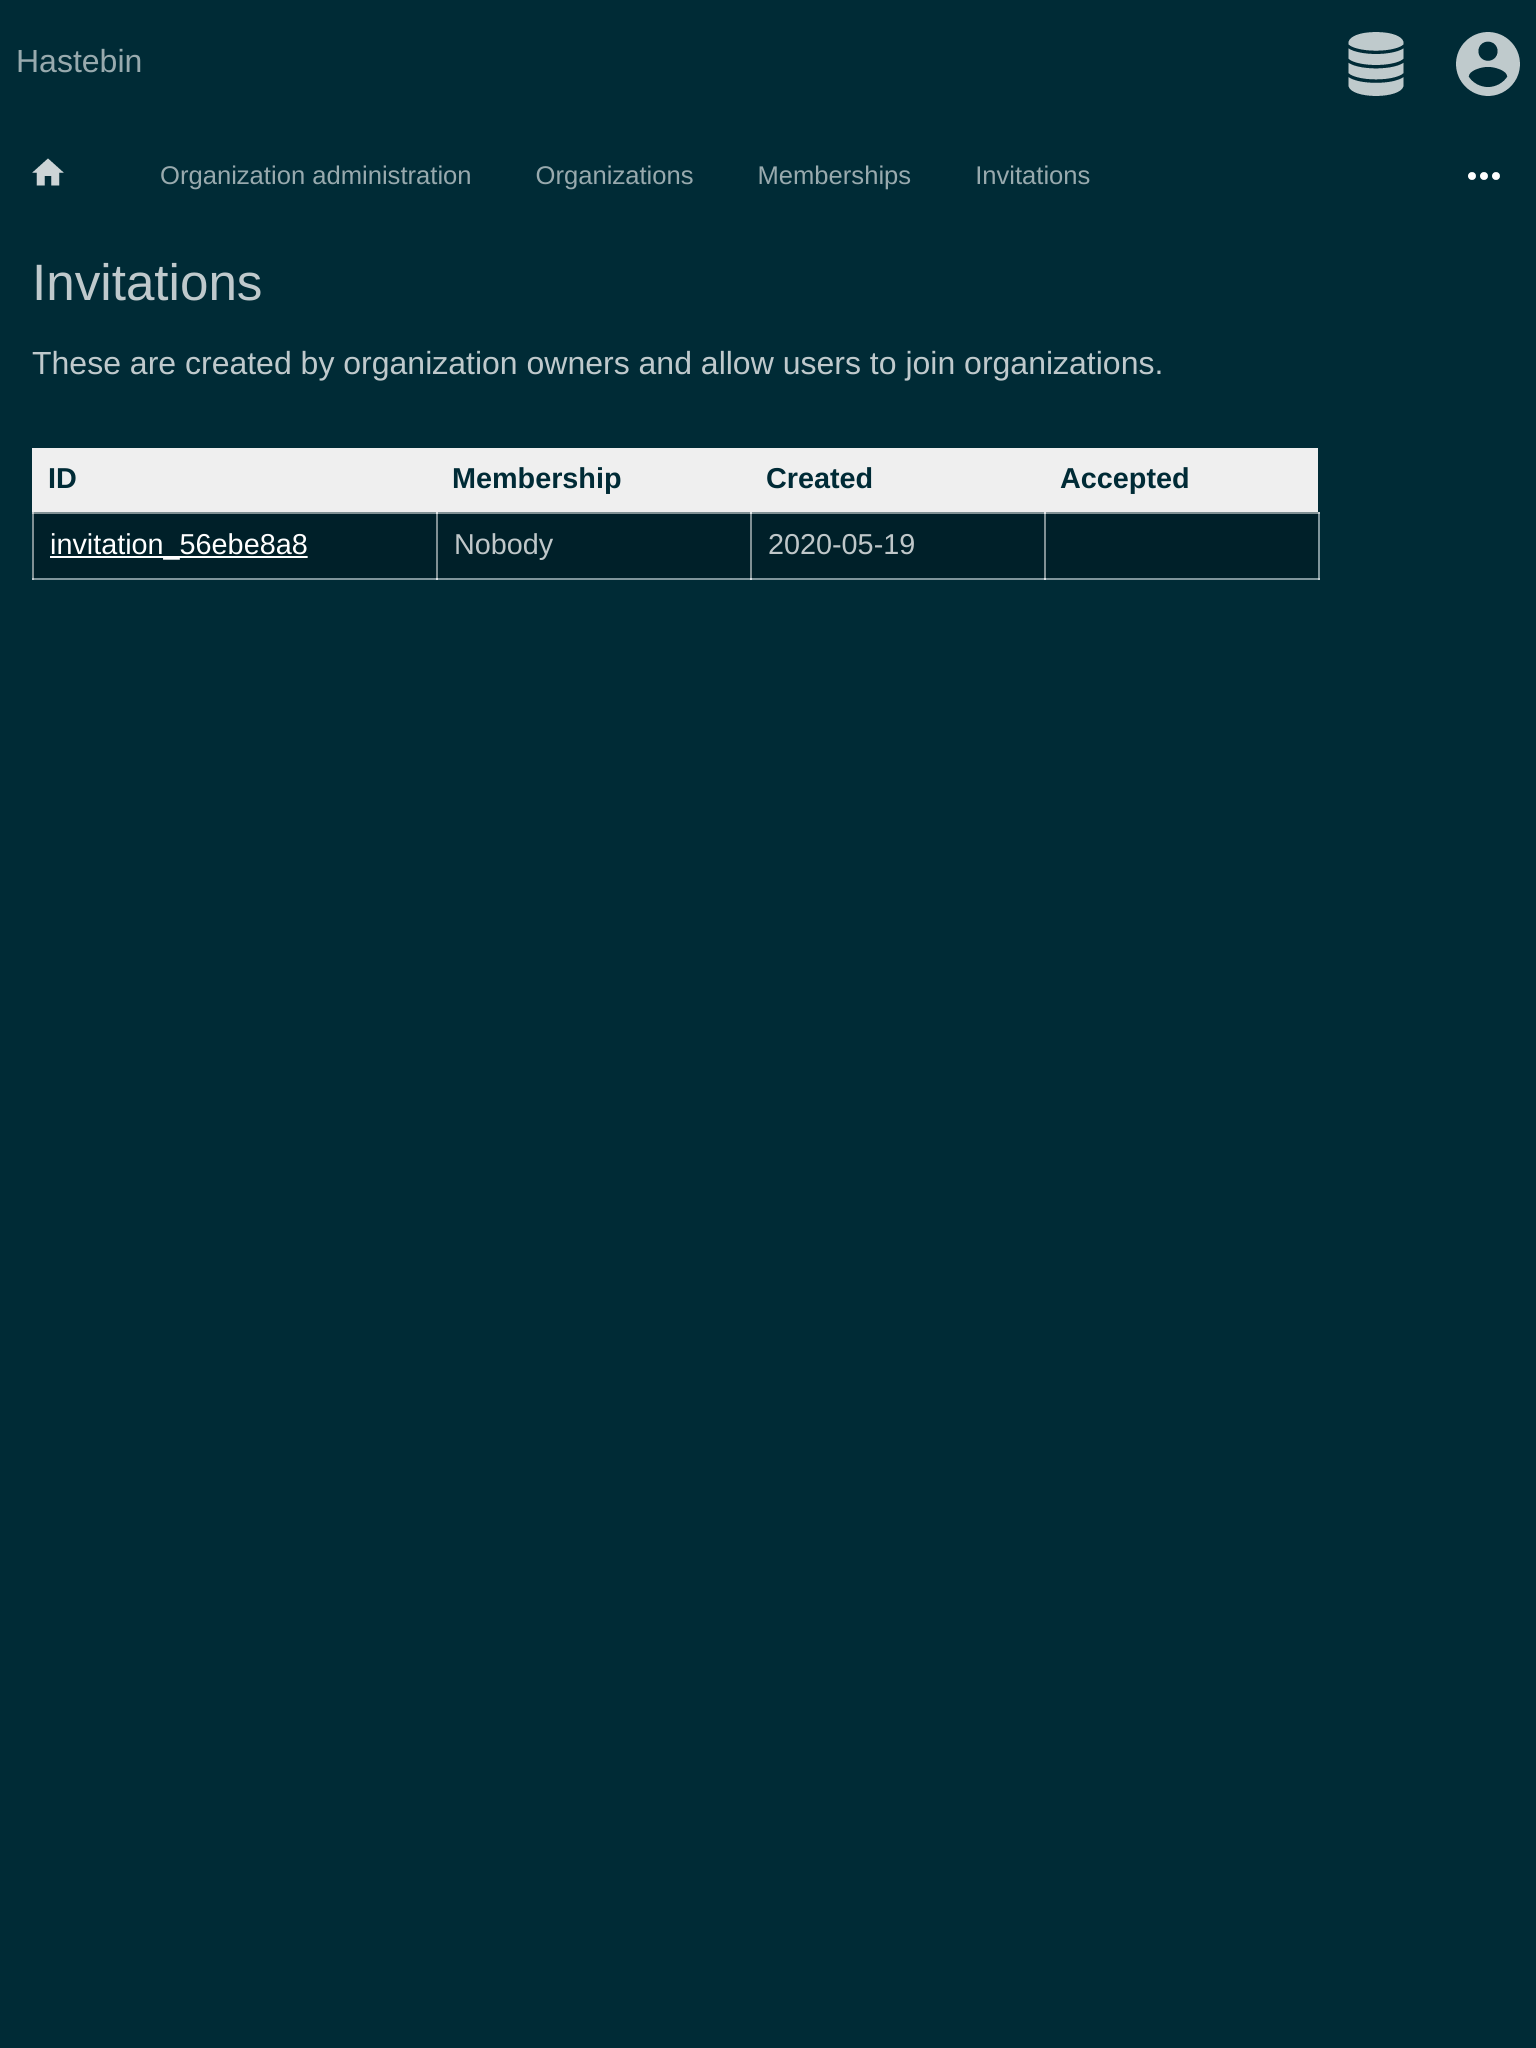 Hastebin
Organization administration Organizations Memberships Invitations
Invitations
These are created by organization owners and allow users to join organizations.
ID Membership Created Accepted
invitation_56ebe8a8 Nobody 2020-05-19